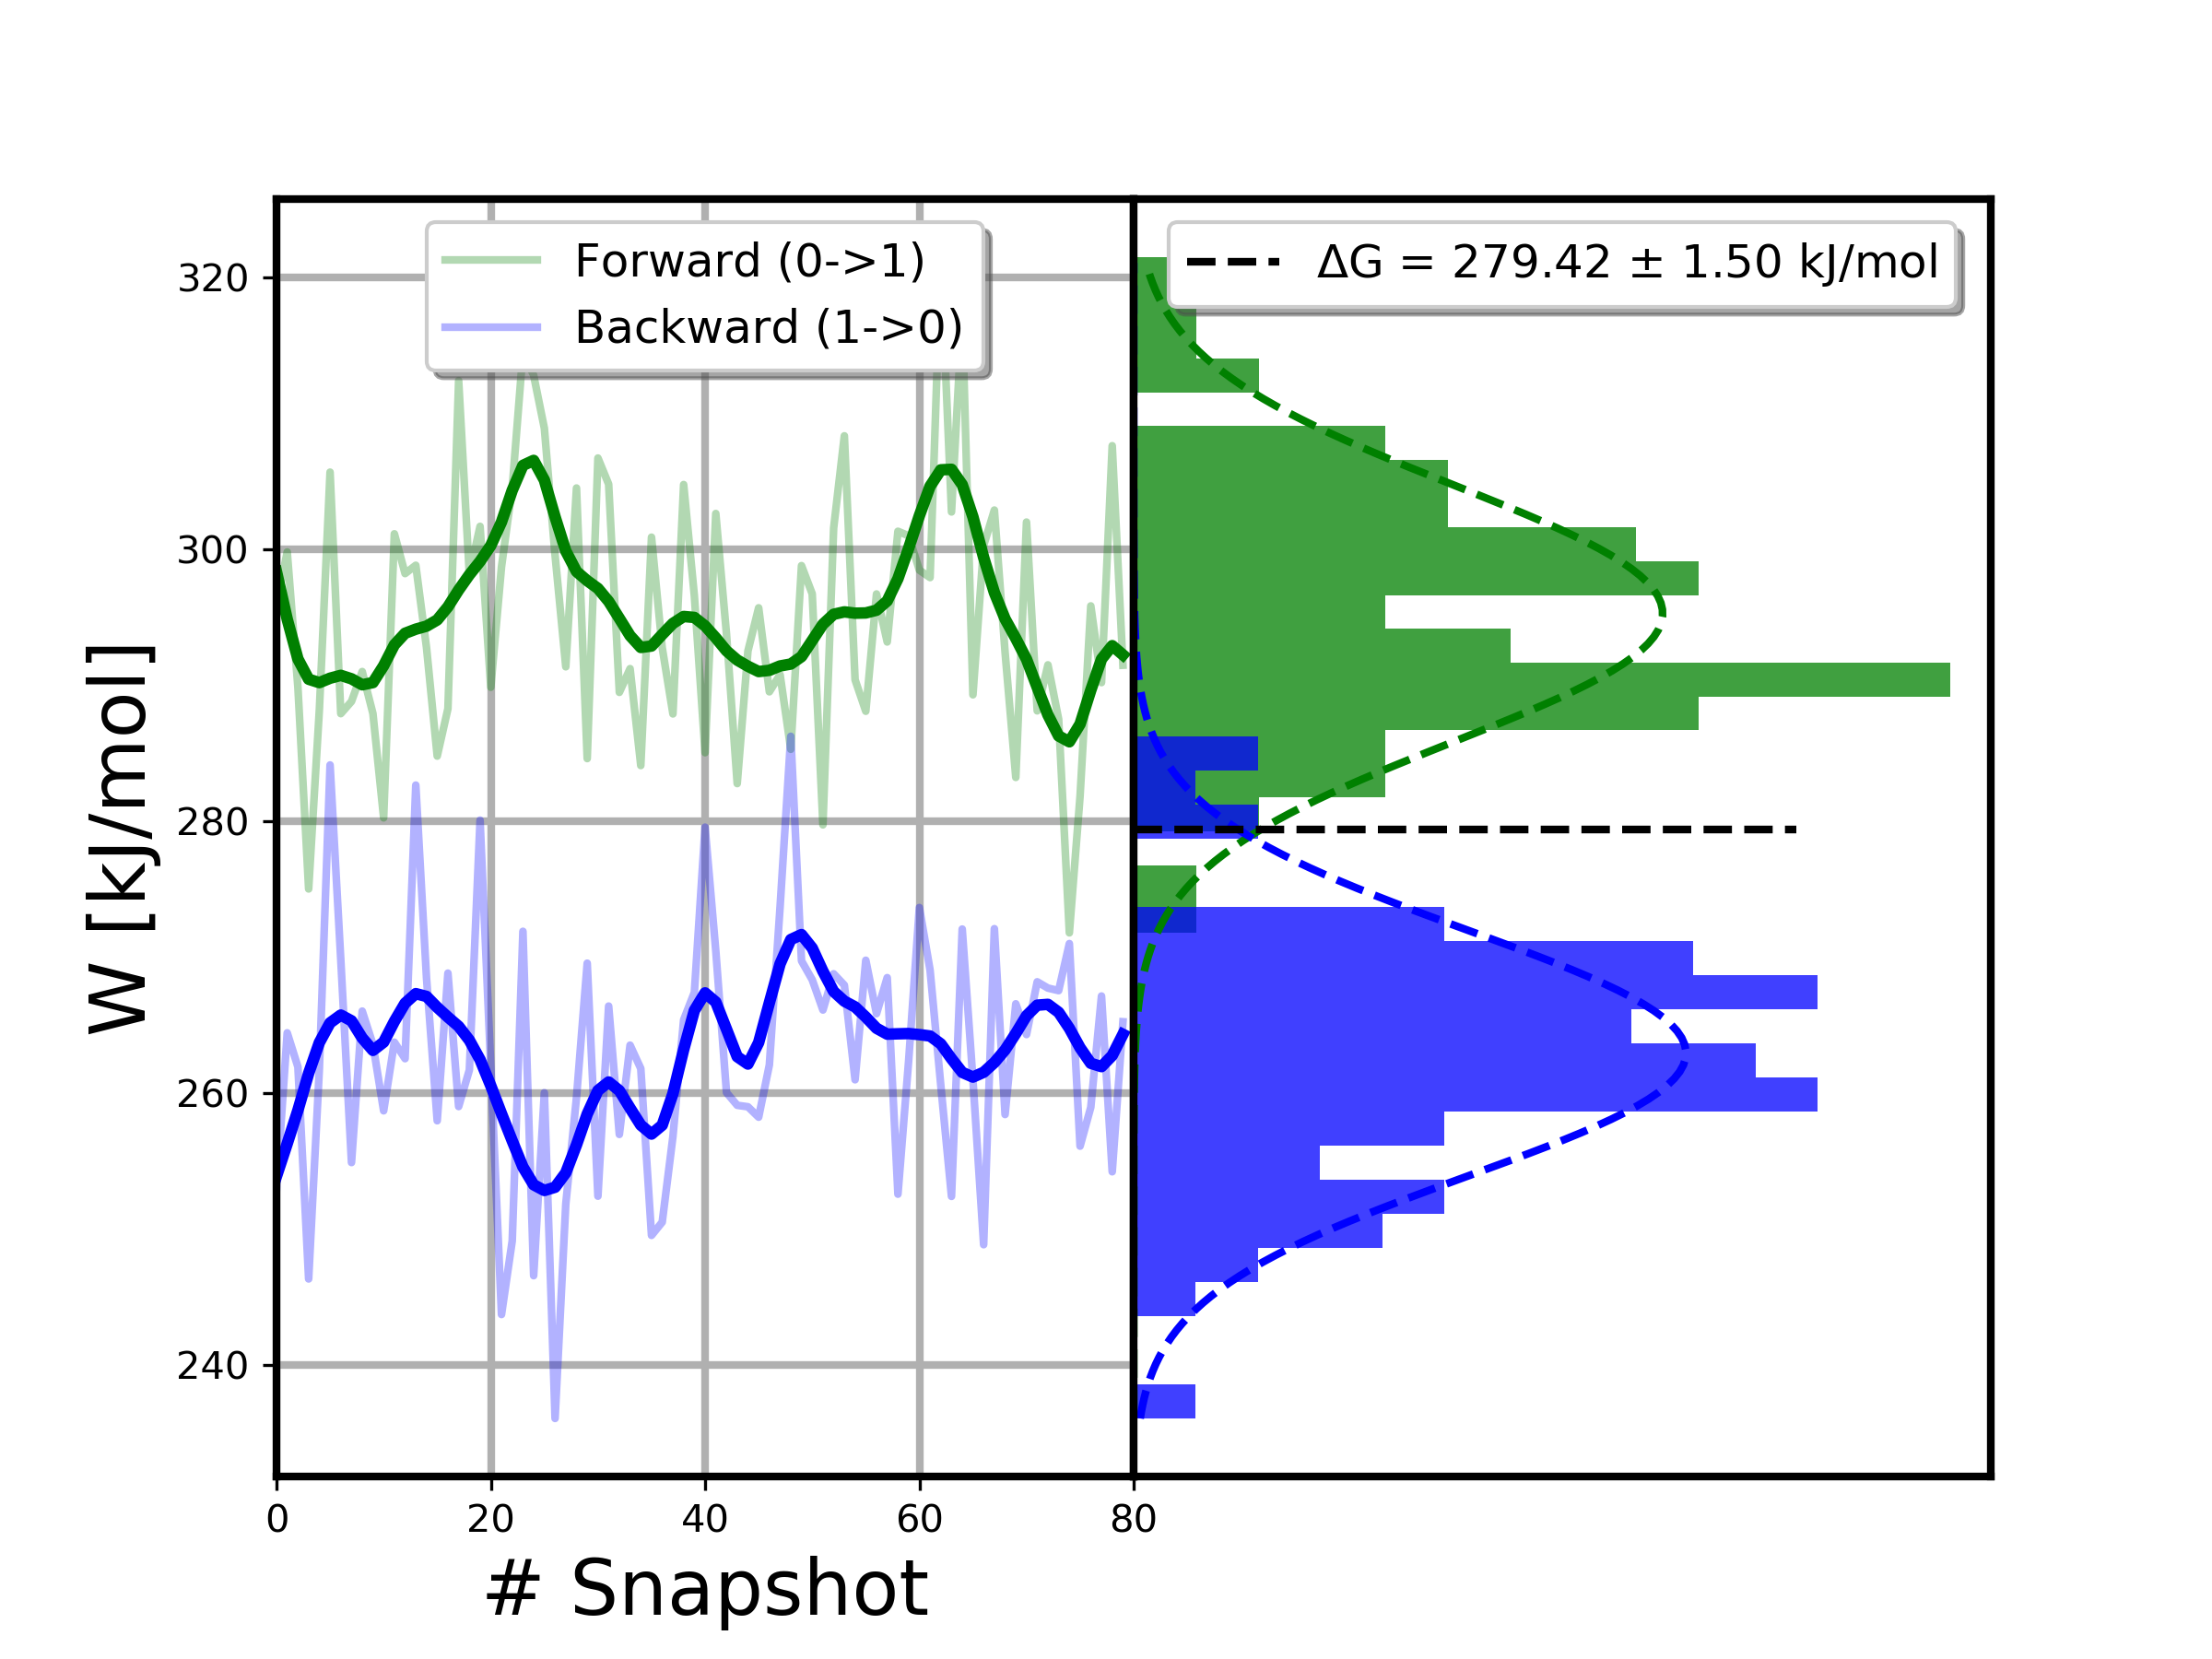 Forward (0->1)
Backward (1->0)
ΔG = 279.42 ± 1.50 kJ/mol
W [kJ/mol]
320
300
280
260
240
0 20 40 60 80
# Snapshot